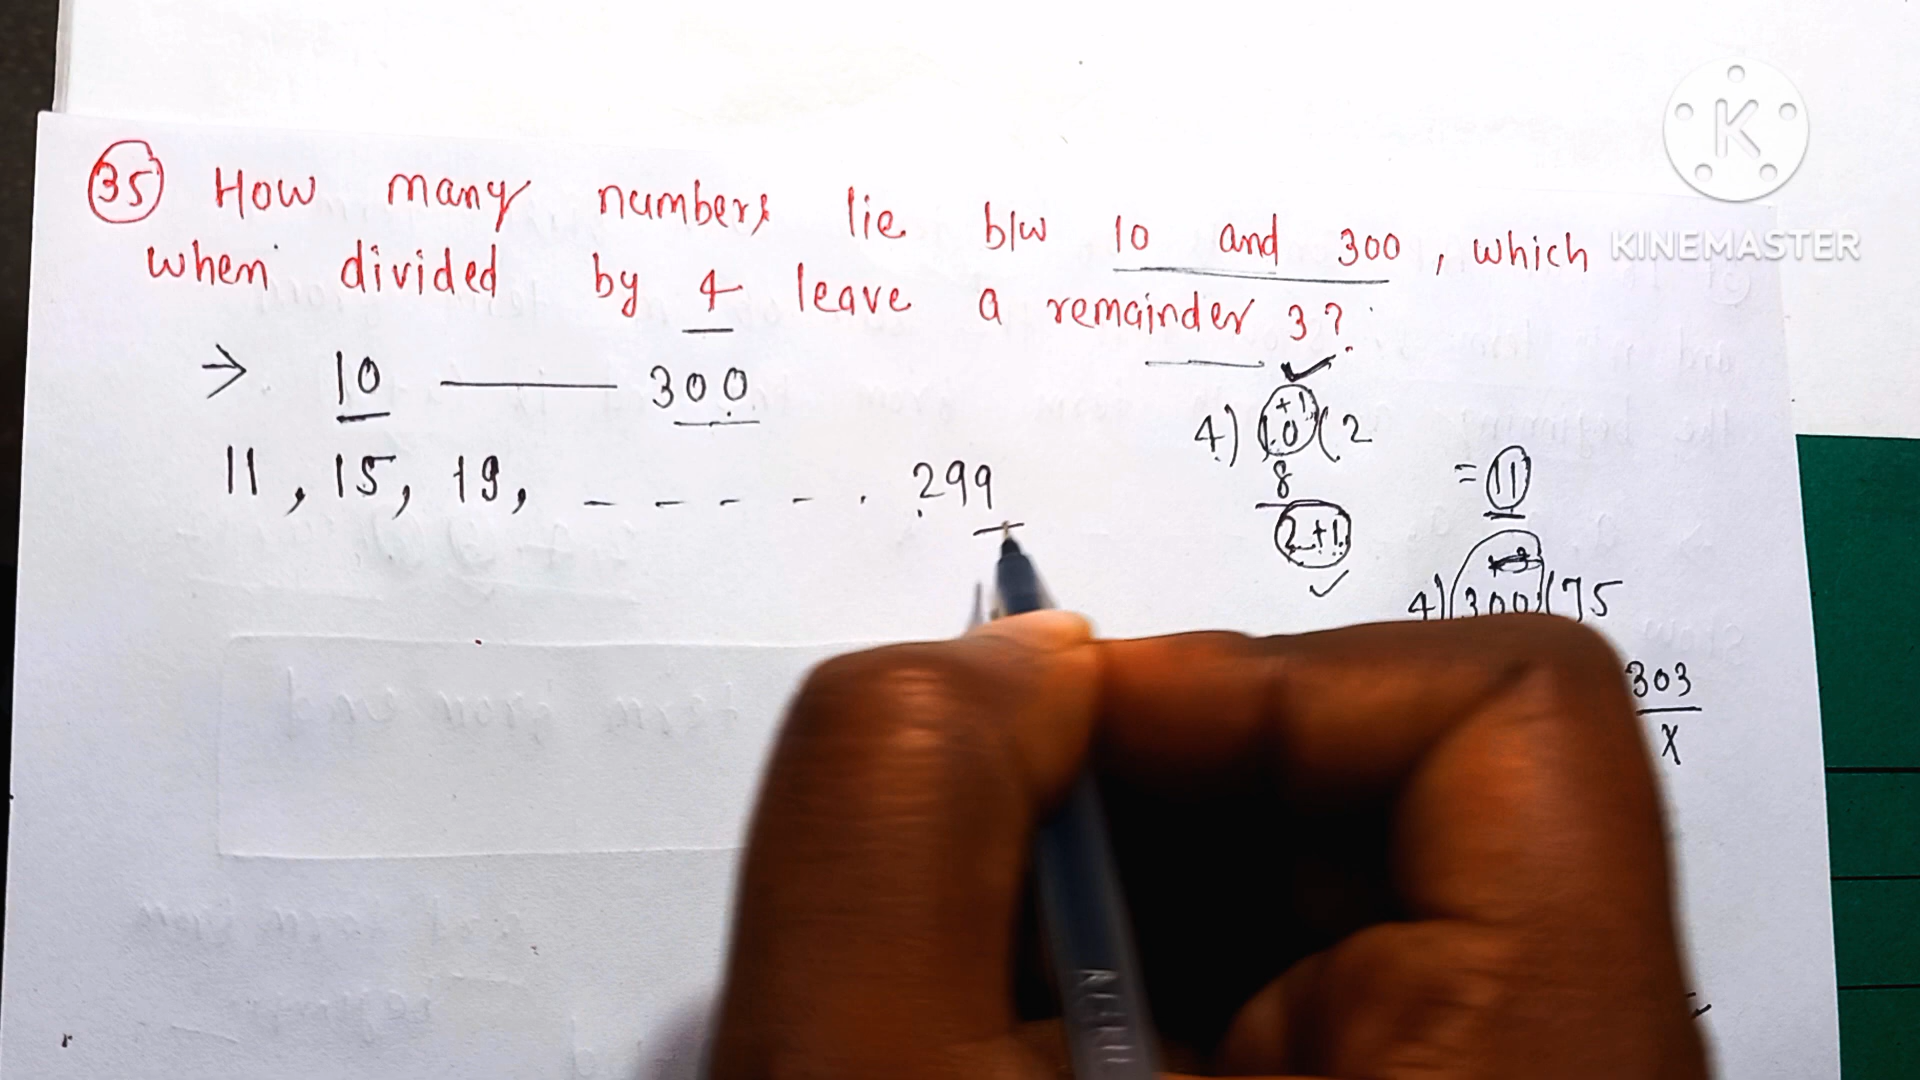 35 How many numbers lie b/w 10 and 300, which
when divided by 4 leave a remainder 3?
→ 10 —— 300
11, 15, 19, _ _ _ _ . 299
4) 10 (2
+1
8
2+1
= 11
4) 300 (75
303
X
K
KINEMASTER